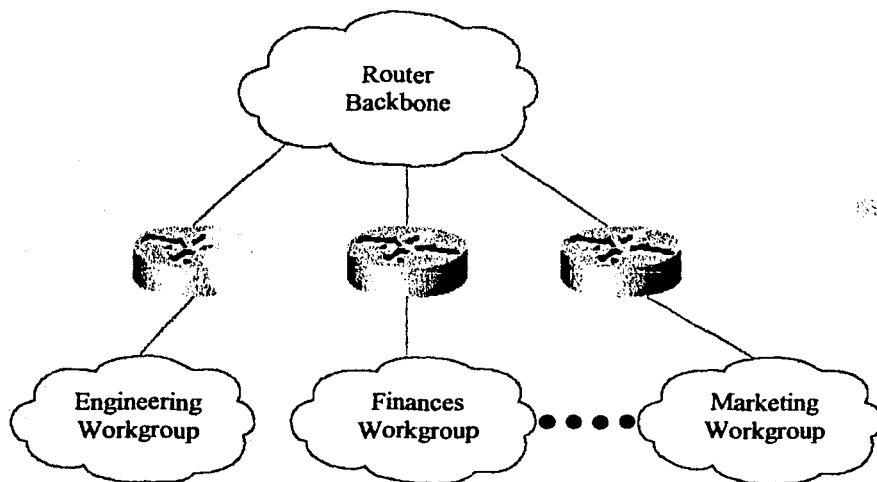 Router
Backbone
Engineering
Workgroup
Finances
Workgroup
Marketing
Workgroup